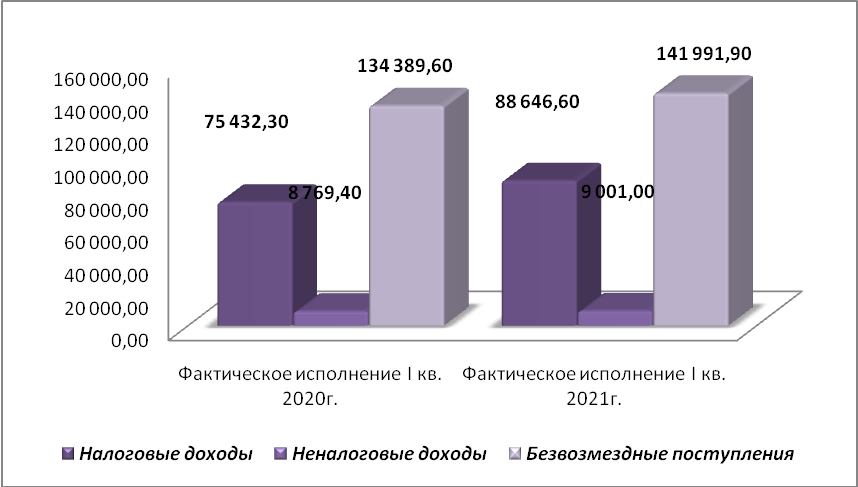 160 000,00
140 000,00
120 000,00
100 000,00
80 000,00
60 000,00
40 000,00
20 000,00
0,00
75 432,30
8 769,40
134 389,60
88 646,60
9 001,00
141 991,90
Фактическое исполнение I кв.
2020г.
Фактическое исполнение I кв.
2021г.
Налоговые доходы
Неналоговые доходы
Безвозмездные поступления